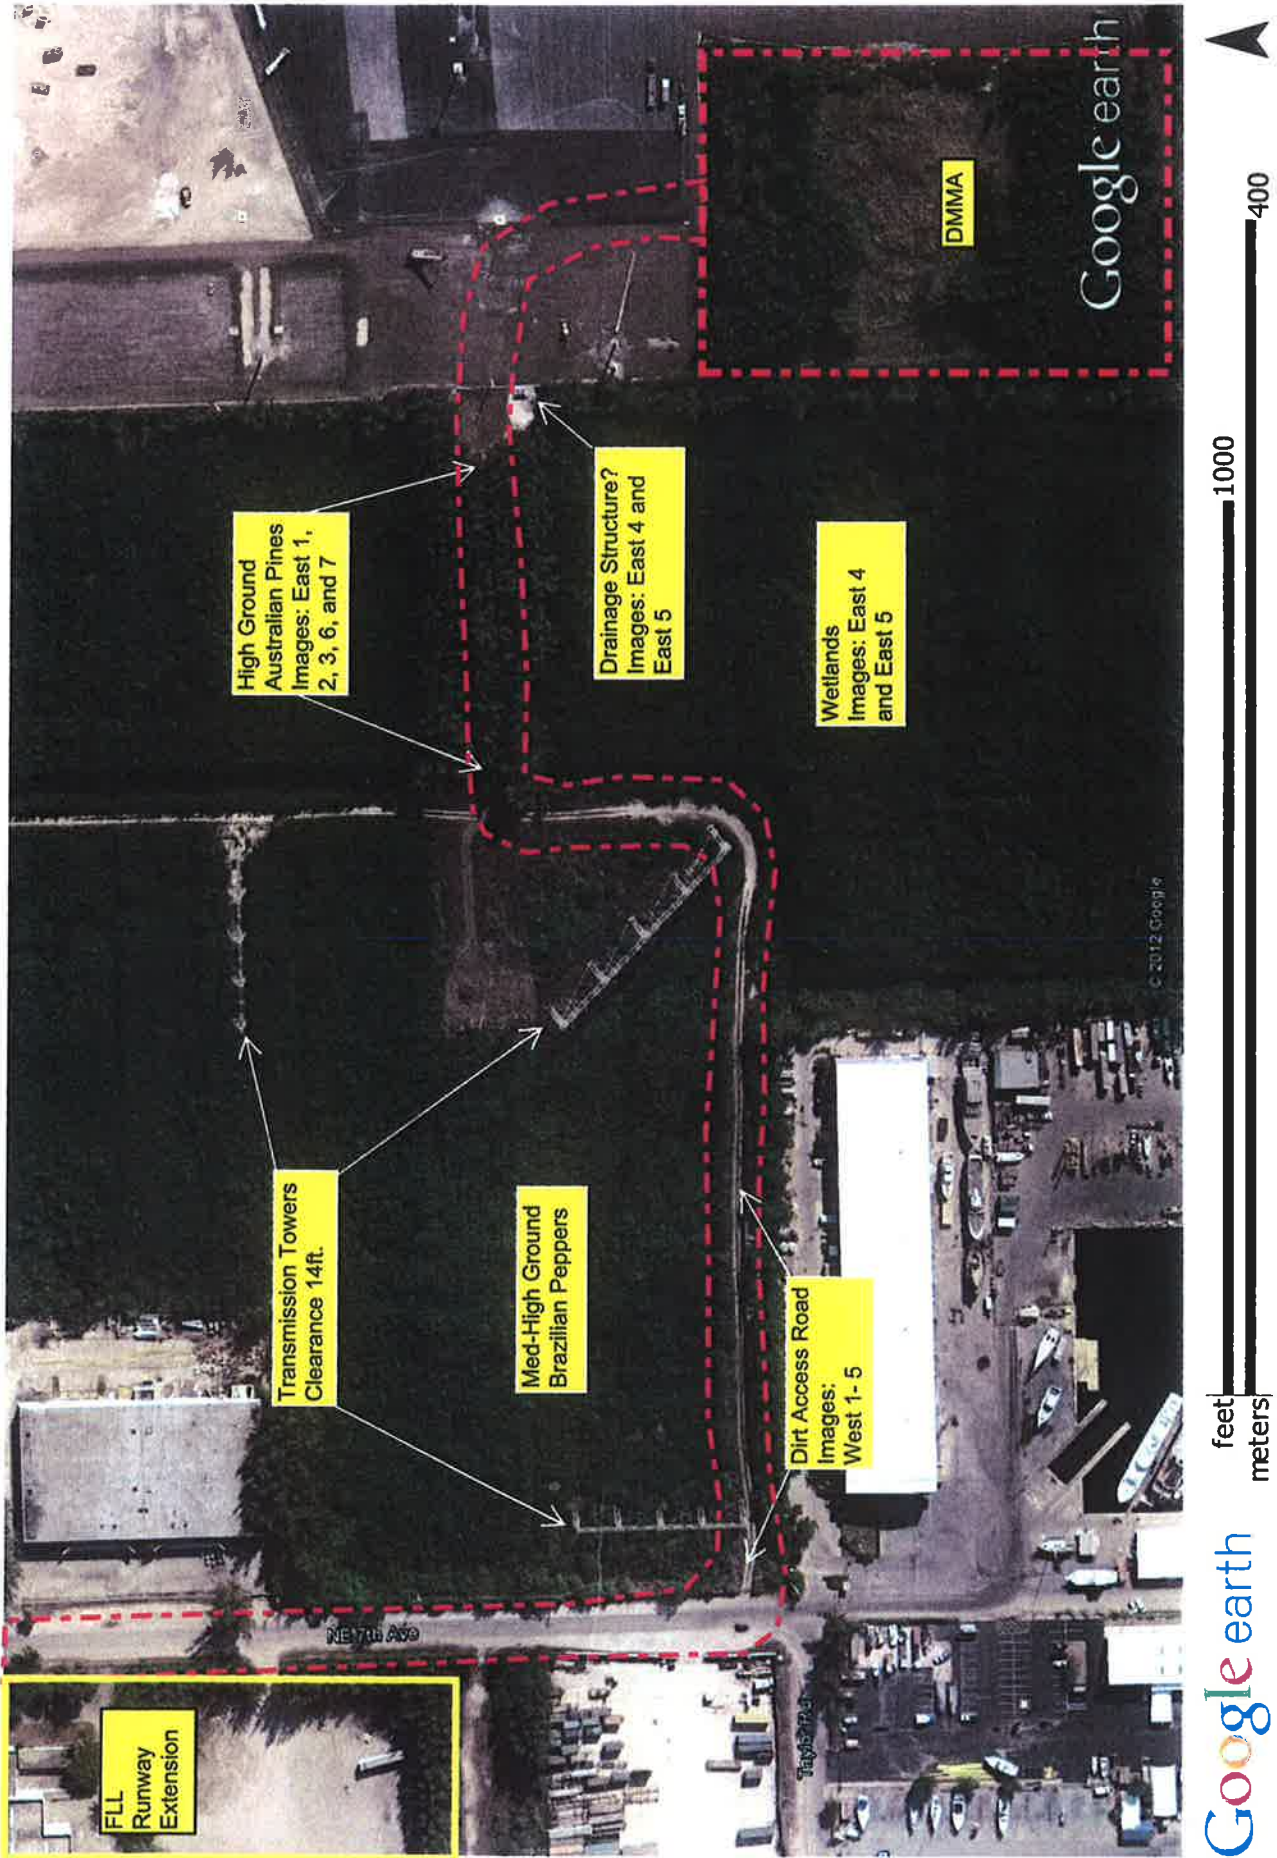 FLL
Runway
Extension
NE 7th Ave
Transmission Towers
Clearance 14ft.
Med-High Ground
Brazilian Peppers
Dirt Access Road
Images:
West 1- 5
Taylor Rd
High Ground
Australian Pines
Images: East 1,
2, 3, 6, and 7
Drainage Structure?
Images: East 4 and
East 5
Wetlands
Images: East 4
and East 5
DMMA
Google earth
© 2012 Google
Google earth
feet 1000
meters 400